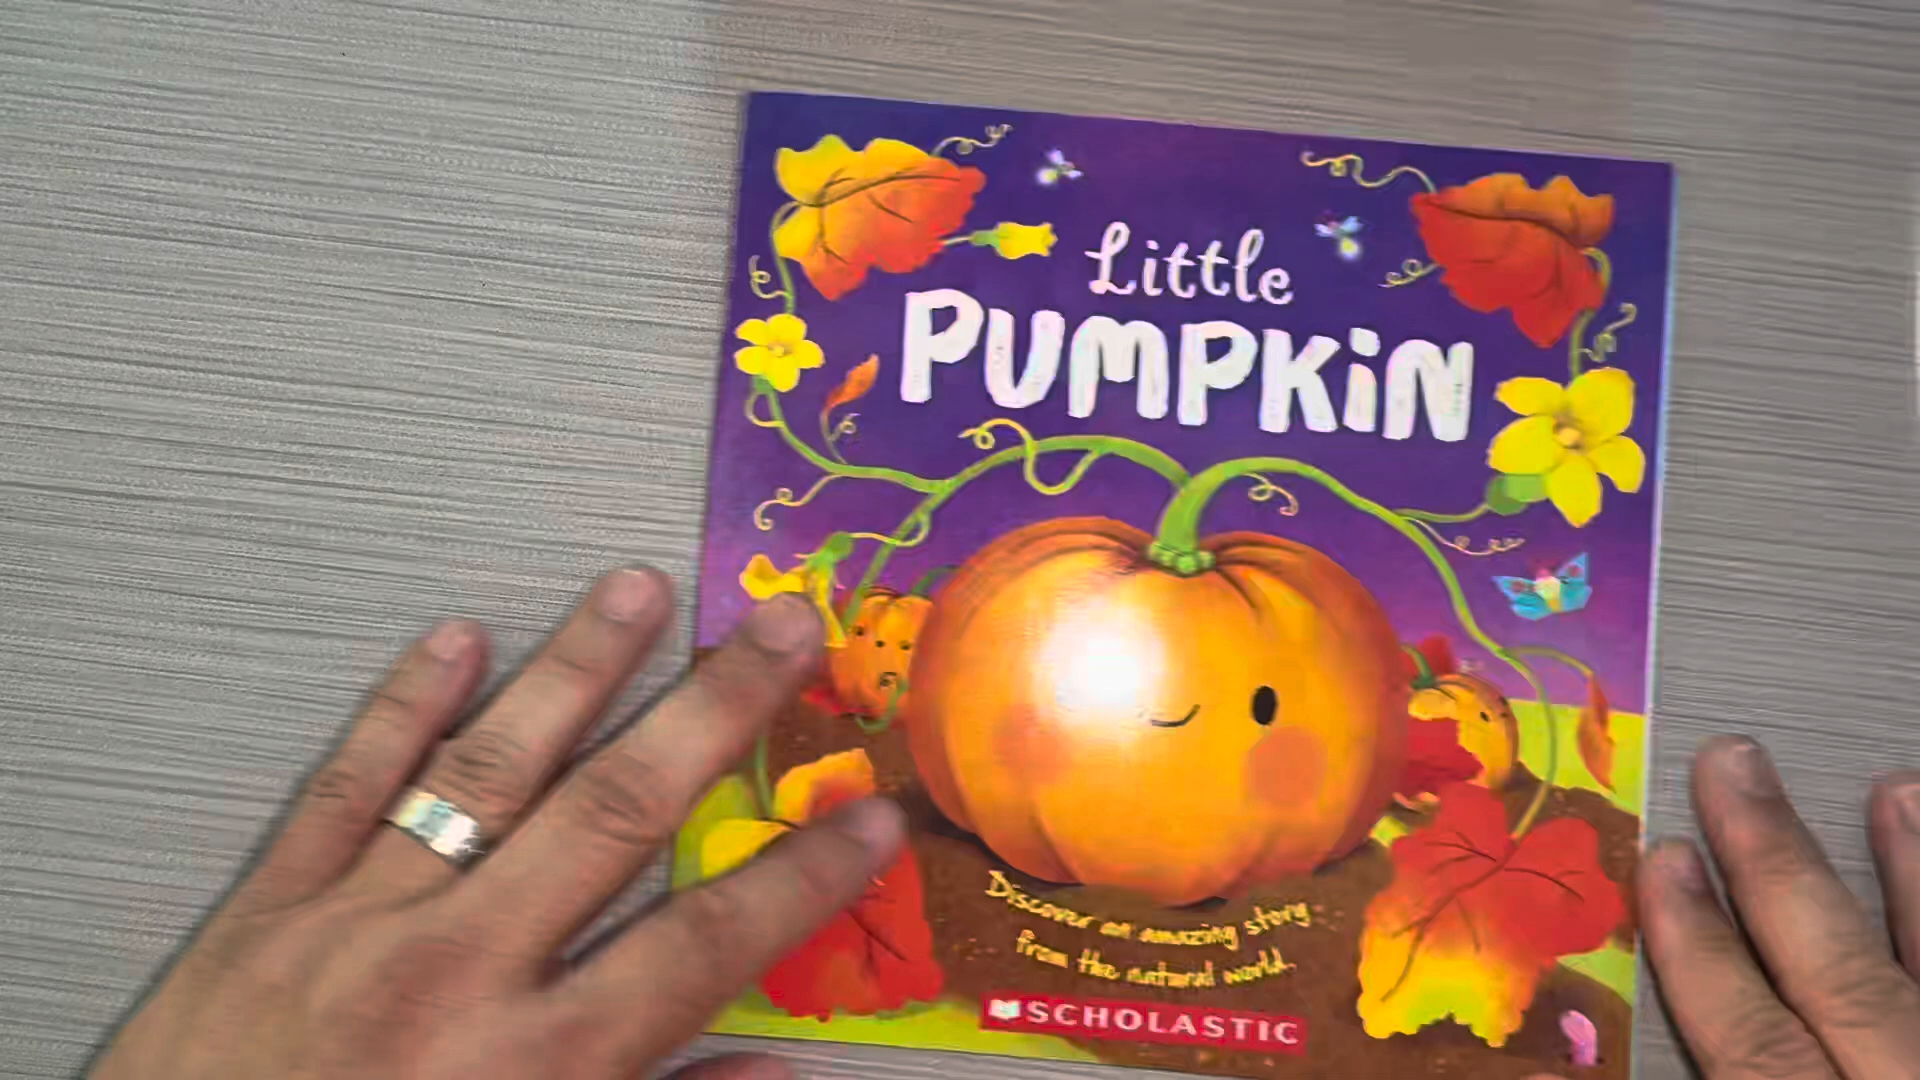 Little
PUMPKiN
Discover an amazing story
from the natural world.
SCHOLASTIC